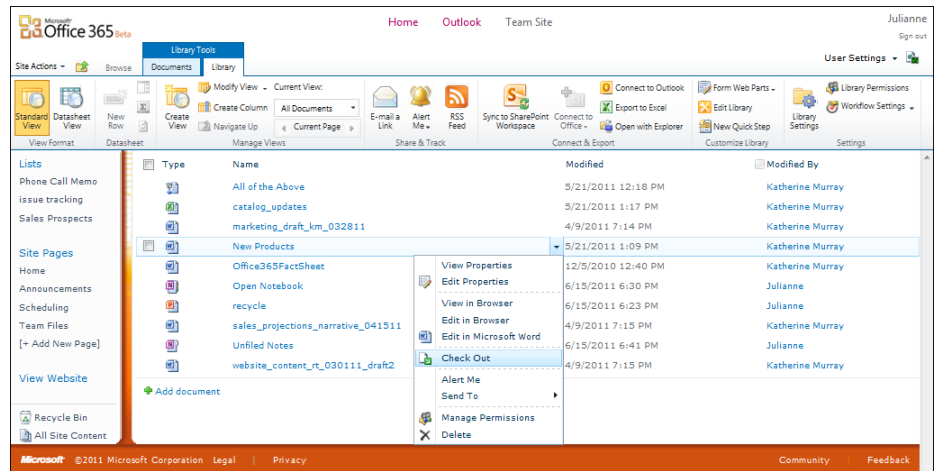 Microsoft
Office 365 Beta
Home Outlook Team Site
Julianne
Sign out
Library Tools
Site Actions Browse Documents Library
User Settings
Standard View
Datasheet View
New Row
Create View
Modify View
Create Column
Navigate Up
Current View:
All Documents
Current Page
E-mail a Link
Alert Me
RSS Feed
Sync to SharePoint Workspace
Connect to Office
Connect to Outlook
Export to Excel
Open with Explorer
Form Web Parts
Edit Library
New Quick Step
Library Settings
Library Permissions
Workflow Settings
View Format Datasheet Manage Views Share & Track Connect & Export Customize Library Settings
Lists
Phone Call Memo
issue tracking
Sales Prospects
Site Pages
Home
Announcements
Scheduling
Team Files
[+ Add New Page]
View Website
Recycle Bin
All Site Content
Type Name Modified Modified By
All of the Above 5/21/2011 12:18 PM Katherine Murray
catalog_updates 5/21/2011 1:17 PM Katherine Murray
marketing_draft_km_032811 4/9/2011 7:14 PM Katherine Murray
New Products 5/21/2011 1:09 PM Katherine Murray
Office365FactSheet 12/5/2010 12:40 PM Katherine Murray
Open Notebook 6/15/2011 6:30 PM Julianne
recycle 6/15/2011 6:23 PM Julianne
sales_projections_narrative_041511 4/9/2011 7:15 PM Katherine Murray
Unfiled Notes 6/15/2011 6:41 PM Julianne
website_content_rt_030111_draft2 4/9/2011 7:15 PM Katherine Murray
Add document
View Properties
Edit Properties
View in Browser
Edit in Browser
Edit in Microsoft Word
Check Out
Alert Me
Send To
Manage Permissions
Delete
Microsoft ©2011 Microsoft Corporation Legal | Privacy
Community | Feedback